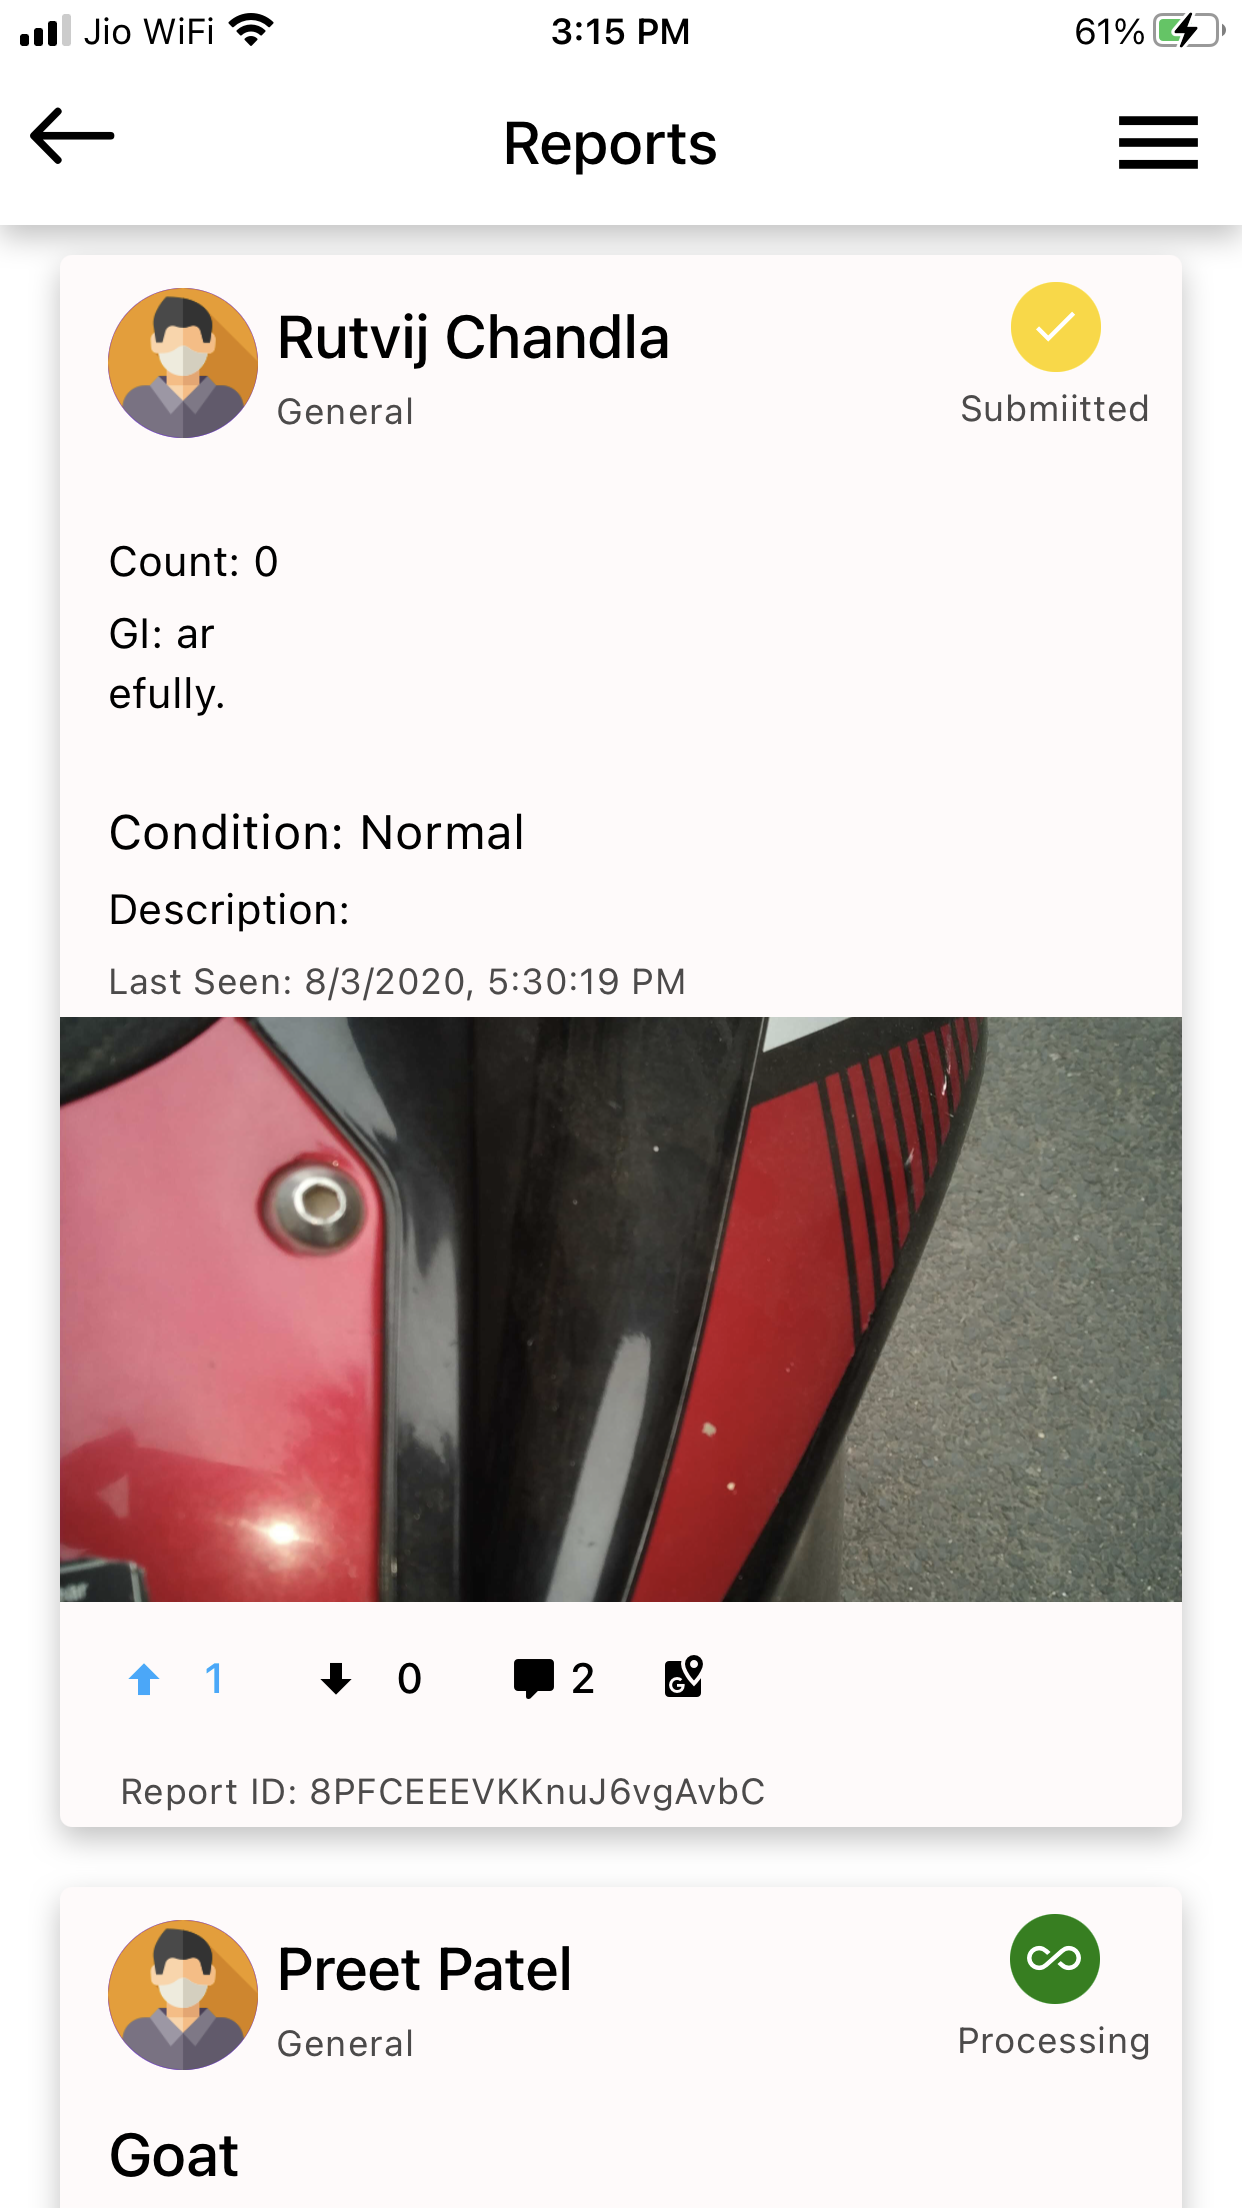 Jio WiFi 3:15 PM 61%
Reports
Rutvij Chandla
General
Submiitted
Count: 0
GI: ar
efully.
Condition: Normal
Description:
Last Seen: 8/3/2020, 5:30:19 PM
1 0 2 G
Report ID: 8PFCEEEVKKnuJ6vgAvbC
Preet Patel
General
Processing
Goat